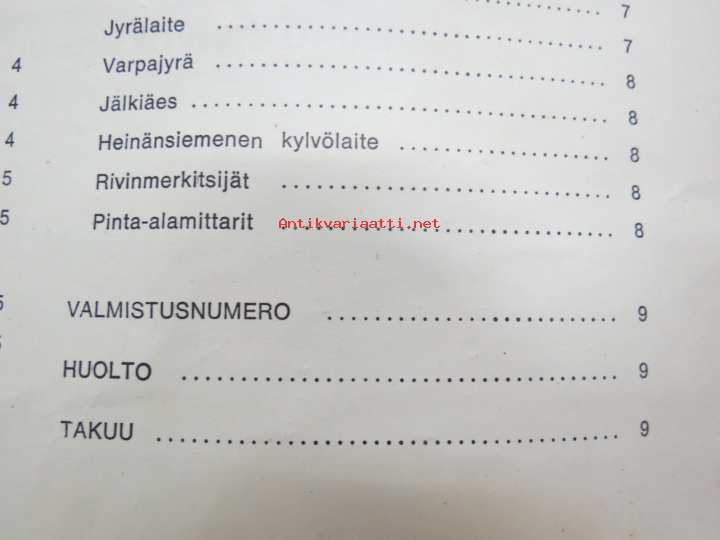 7
Jyrälaite 7
4 Varpajyrä 8
4 Jälkiäes 8
4 Heinänsiemenen kylvölaite 8
5 Rivinmerkitsijät 8
5 Pinta-alamittarit 8
Antikvariaatti.net
5 VALMISTUSNUMERO 9
HUOLTO 9
TAKUU 9